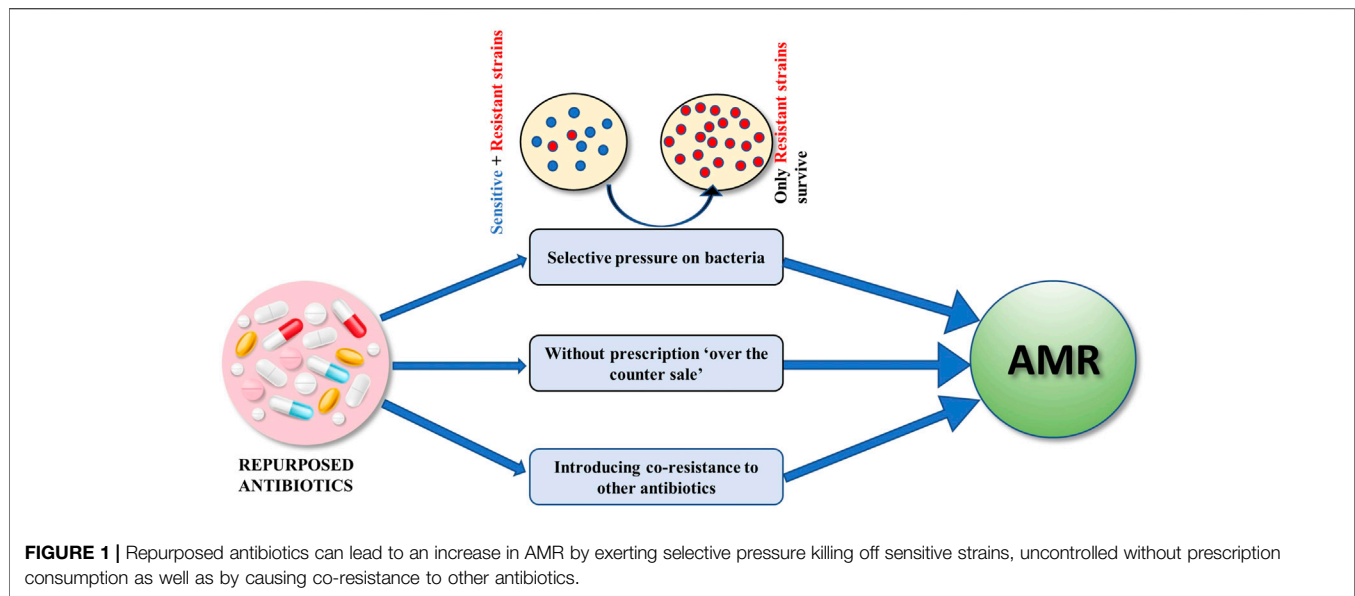 Sensitive + Resistant strains
Only Resistant strains
survive
Selective pressure on bacteria
Without prescription ‘over the
counter sale’
Introducing co-resistance to
other antibiotics
REPURPOSED
ANTIBIOTICS
AMR
FIGURE 1 | Repurposed antibiotics can lead to an increase in AMR by exerting selective pressure killing off sensitive strains, uncontrolled without prescription
consumption as well as by causing co-resistance to other antibiotics.